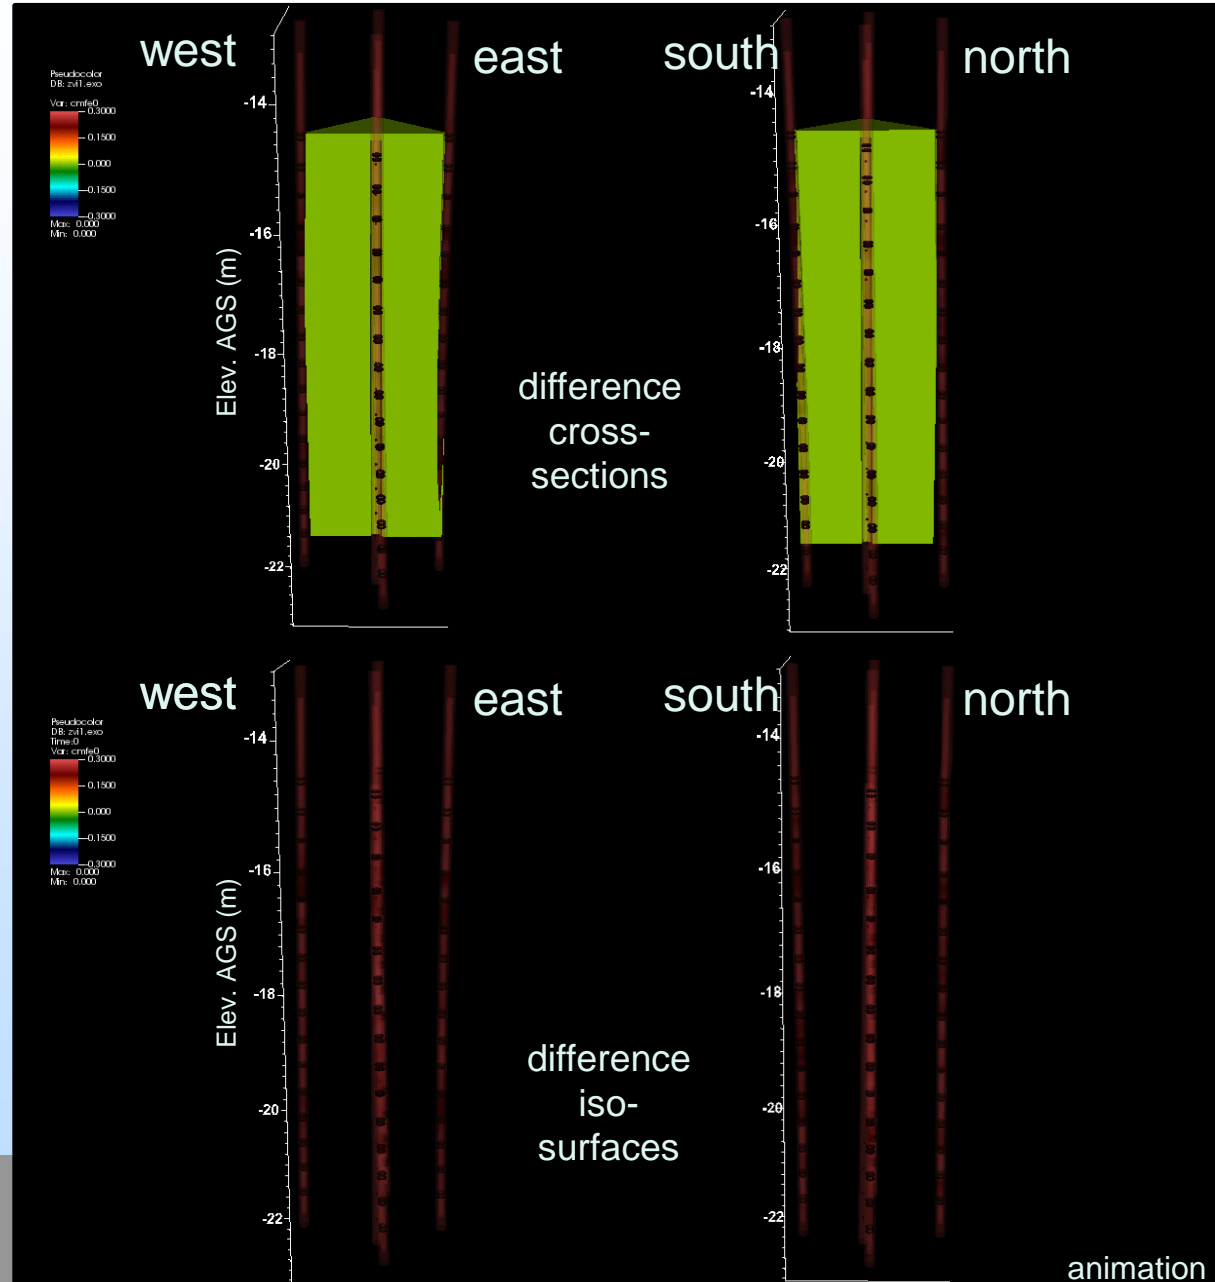 west
east
south
north
Pseudocolor
DB: zvi1.exo
Var: cmfe0
0.3000
0.1500
0.000
-0.1500
-0.3000
Max: 0.000
Min: 0.000
Elev. AGS (m)
-14
-16
-18
-20
-22
difference
cross-
sections
-14
-16
-18
-20
-22
west
east
south
north
Pseudocolor
DB: zvi1.exo
Time:0
Var: cmfe0
0.3000
0.1500
0.000
-0.1500
-0.3000
Max: 0.000
Min: 0.000
Elev. AGS (m)
-14
-16
-18
-20
-22
difference
iso-
surfaces
-14
-16
-18
-20
-22
animation